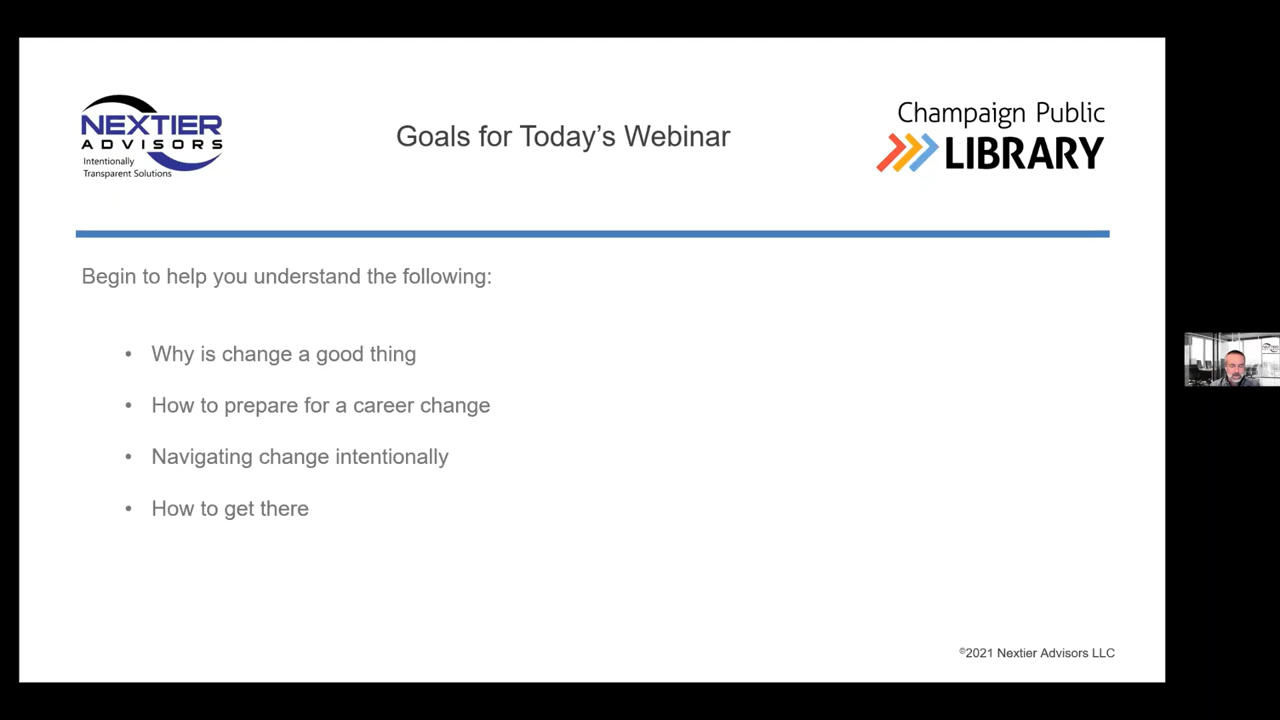 NEXTIER
ADVISORS
Intentionally
Transparent Solutions
Goals for Today’s Webinar
Champaign Public
LIBRARY
Begin to help you understand the following:
• Why is change a good thing
• How to prepare for a career change
• Navigating change intentionally
• How to get there
©2021 Nextier Advisors LLC
NEXTIER